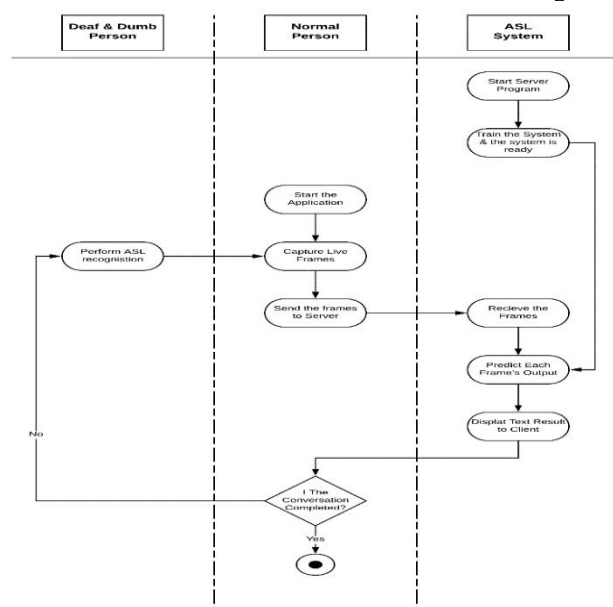 Deaf & Dumb
Person
Normal
Person
ASL
System
Start Server
Program
Train the System
& the system is
ready
Start the
Application
Perform ASL
recognistion
Capture Live
Frames
Send the frames
to Server
Recieve the
Frames
Predict Each
Frame's Output
Displat Text Result
to Client
No
I The
Conversation
Completed?
Yes